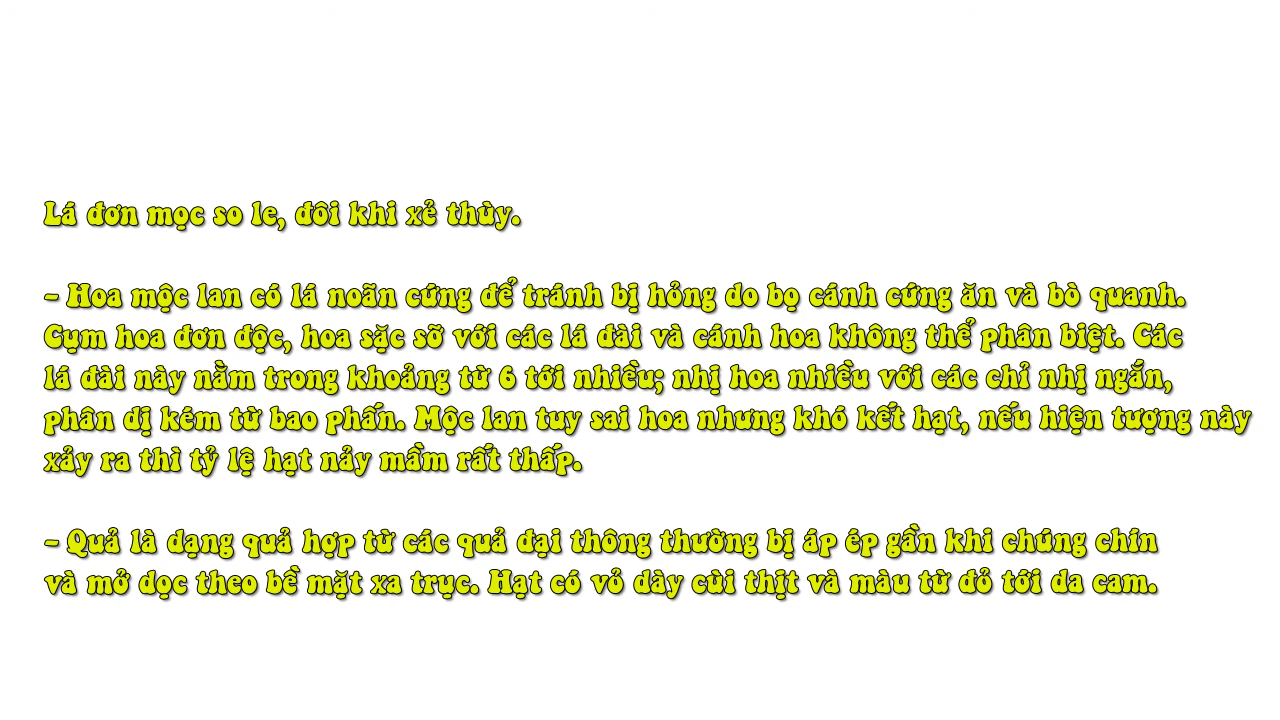 Lá đơn mọc so le, đôi khi xẻ thùy.
– Hoa mộc lan có lá noãn cứng để tránh bị hỏng do bọ cánh cứng ăn và bò quanh.
Cụm hoa đơn độc, hoa sặc sỡ với các lá đài và cánh hoa không thể phân biệt. Các
lá đài này nằm trong khoảng từ 6 tới nhiều; nhị hoa nhiều với các chỉ nhị ngắn,
phân dị kém từ bao phấn. Mộc lan tuy sai hoa nhưng khó kết hạt, nếu hiện tượng này
xảy ra thì tỷ lệ hạt nảy mầm rất thấp.
– Quả là dạng quả hợp từ các quả đại thông thường bị áp ép gần khi chúng chín
và mở dọc theo bề mặt xa trục. Hạt có vỏ dày cùi thịt và màu từ đỏ tới da cam.